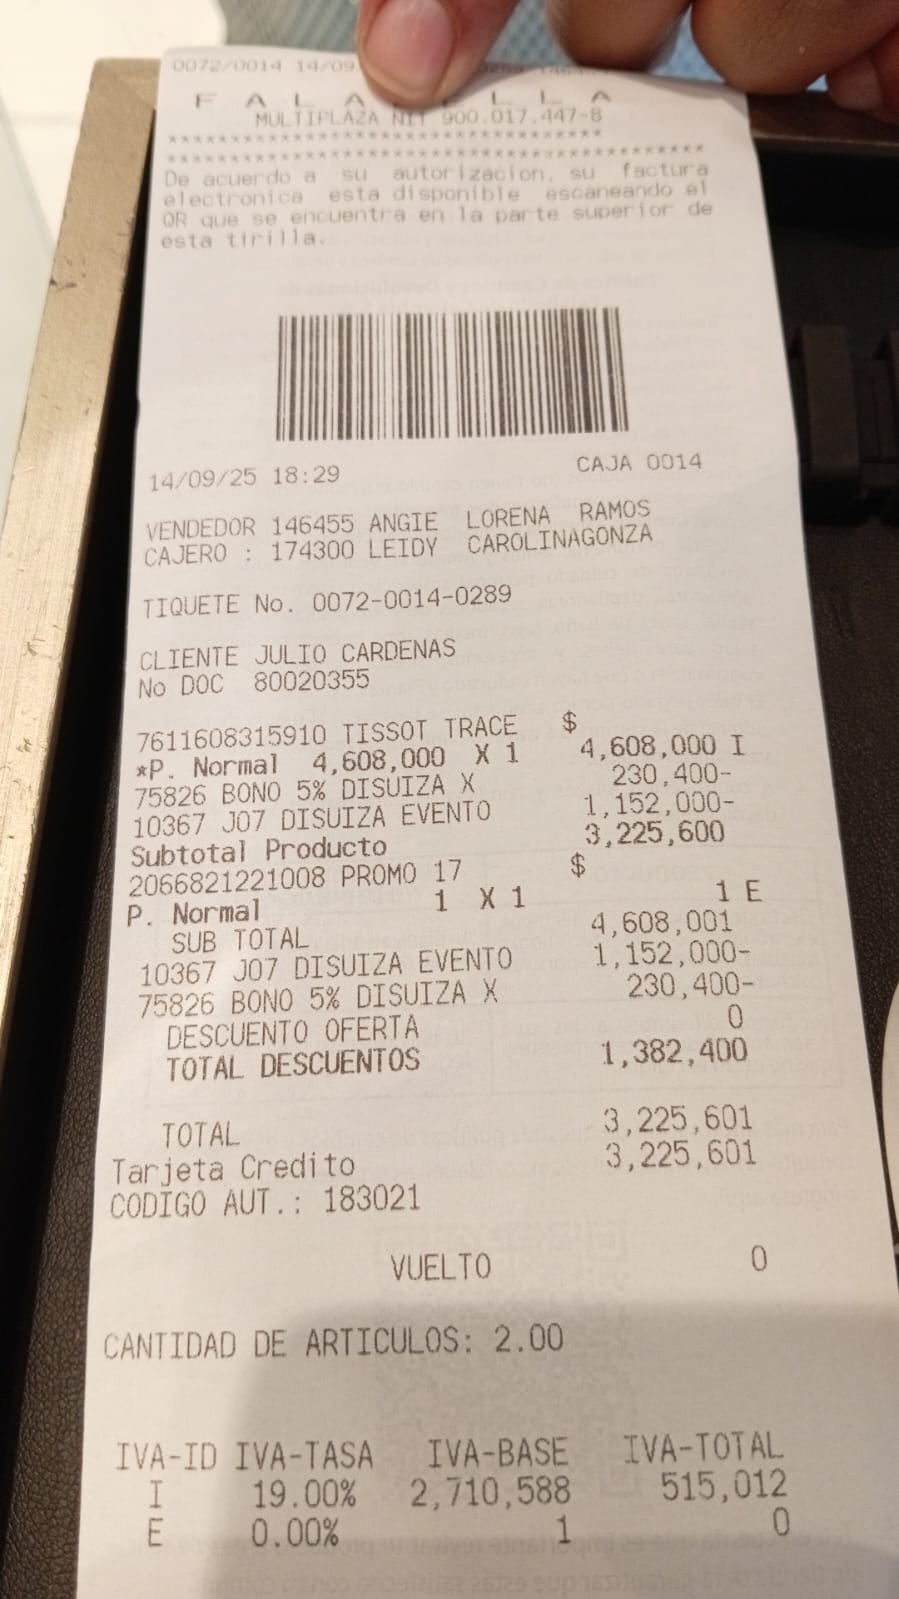 0072/0014 14/09
F A L A E L L A
MULTIPLAZA NIT 900.017.447-8
***********************************
******************************************
De acuerdo a su autorizacion, su factura
electronica esta disponible escaneando el
QR que se encuentra en la parte superior de
esta tirilla.
14/09/25 18:29 CAJA 0014
VENDEDOR 146455 ANGIE LORENA RAMOS
CAJERO : 174300 LEIDY CAROLINAGONZA
TIQUETE No. 0072-0014-0289
CLIENTE JULIO CARDENAS
No DOC 80020355
7611608315910 TISSOT TRACE $
*P. Normal 4,608,000 X 1 4,608,000 I
75826 BONO 5% DISUIZA X 230,400-
10367 J07 DISUIZA EVENTO 1,152,000-
Subtotal Producto 3,225,600
2066821221008 PROMO 17 $
P. Normal 1 X 1 1 E
SUB TOTAL 4,608,001
10367 J07 DISUIZA EVENTO 1,152,000-
75826 BONO 5% DISUIZA X 230,400-
DESCUENTO OFERTA 0
TOTAL DESCUENTOS 1,382,400
TOTAL 3,225,601
Tarjeta Credito 3,225,601
CODIGO AUT.: 183021
VUELTO 0
CANTIDAD DE ARTICULOS: 2.00
IVA-ID IVA-TASA IVA-BASE IVA-TOTAL
I 19.00% 2,710,588 515,012
E 0.00% 1 0